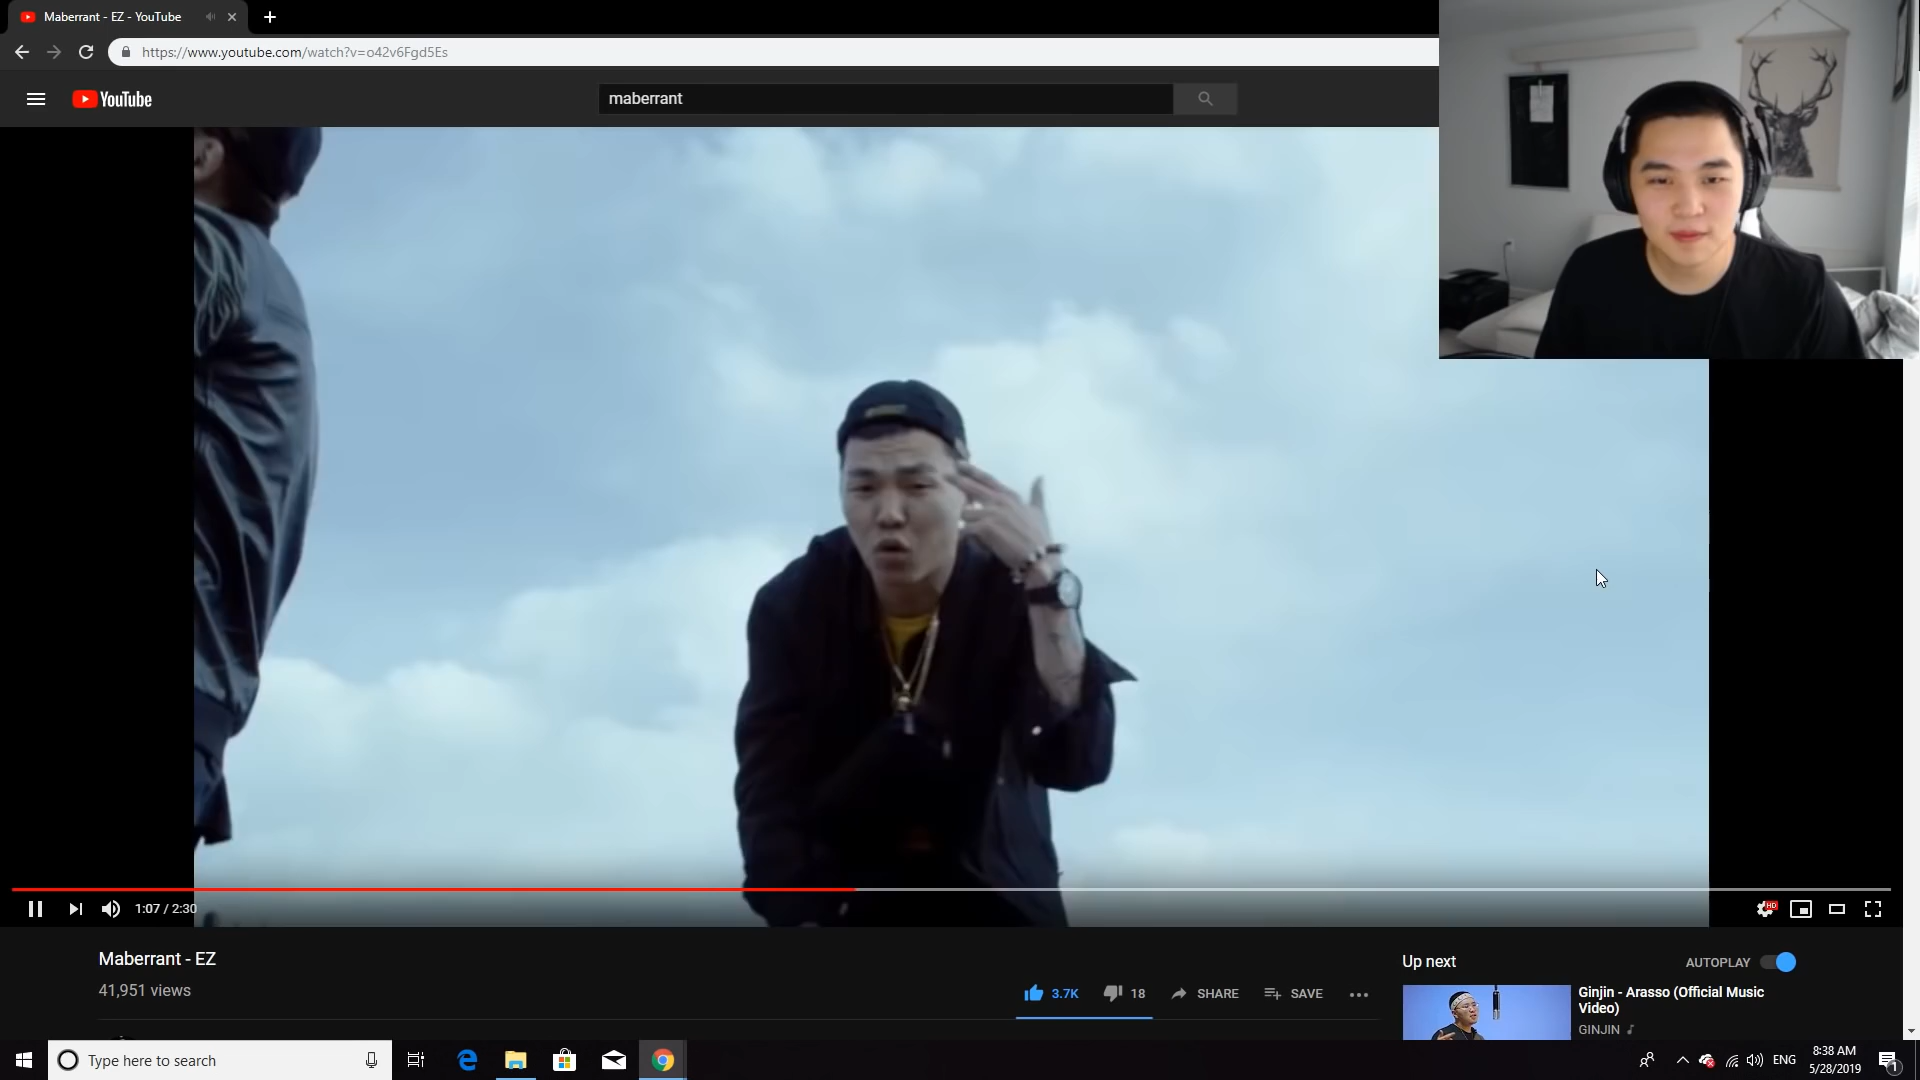 Maberrant - EZ - YouTube
https://www.youtube.com/watch?v=o42v6Fgd5Es
YouTube
maberrant
HD
1:07 / 2:30
Maberrant - EZ
41,951 views
3.7K
18
SHARE
SAVE
Up next
AUTOPLAY
Ginjin - Arasso (Official Music
Video)
GINJIN
Type here to search
ENG
8:38 AM
5/28/2019
1